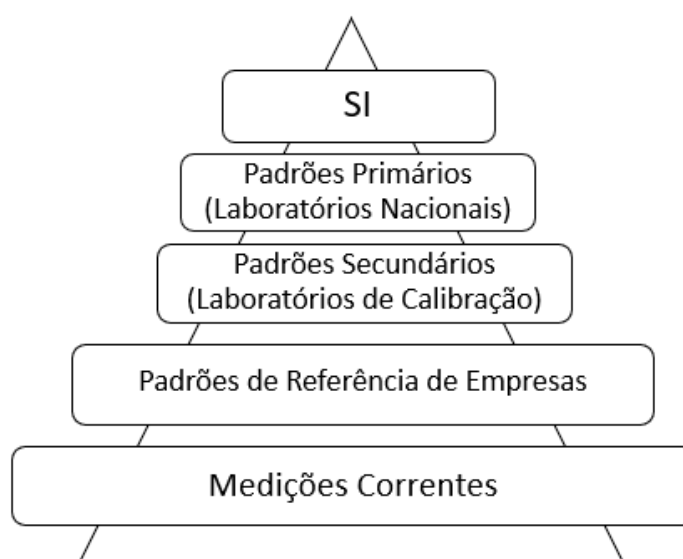 SI
Padrões Primários
(Laboratórios Nacionais)
Padrões Secundários
(Laboratórios de Calibração)
Padrões de Referência de Empresas
Medições Correntes